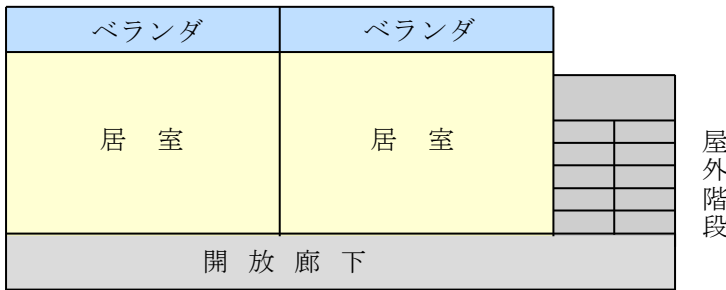 ベランダ
ベランダ
居 室
居 室
屋外階段
開放廊下